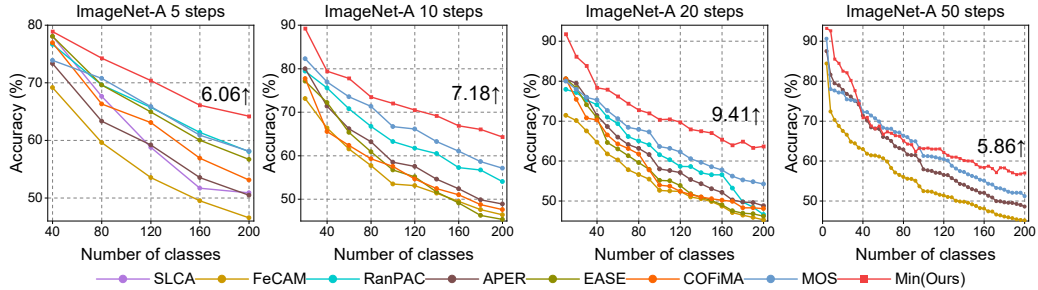 ImageNet-A 5 steps
ImageNet-A 10 steps
ImageNet-A 20 steps
ImageNet-A 50 steps
Accuracy (%)
80
70
60
50
6.06↑
40 80 120 160 200
Number of classes
Accuracy (%)
90
80
70
60
50
7.18↑
40 80 120 160 200
Number of classes
Accuracy (%)
90
80
70
60
50
9.41↑
40 80 120 160 200
Number of classes
Accuracy (%)
90
80
70
60
50
5.86↑
0 40 80 120 160 200
Number of classes
SLCA FeCAM RanPAC APER EASE COFiMA MOS Min(Ours)